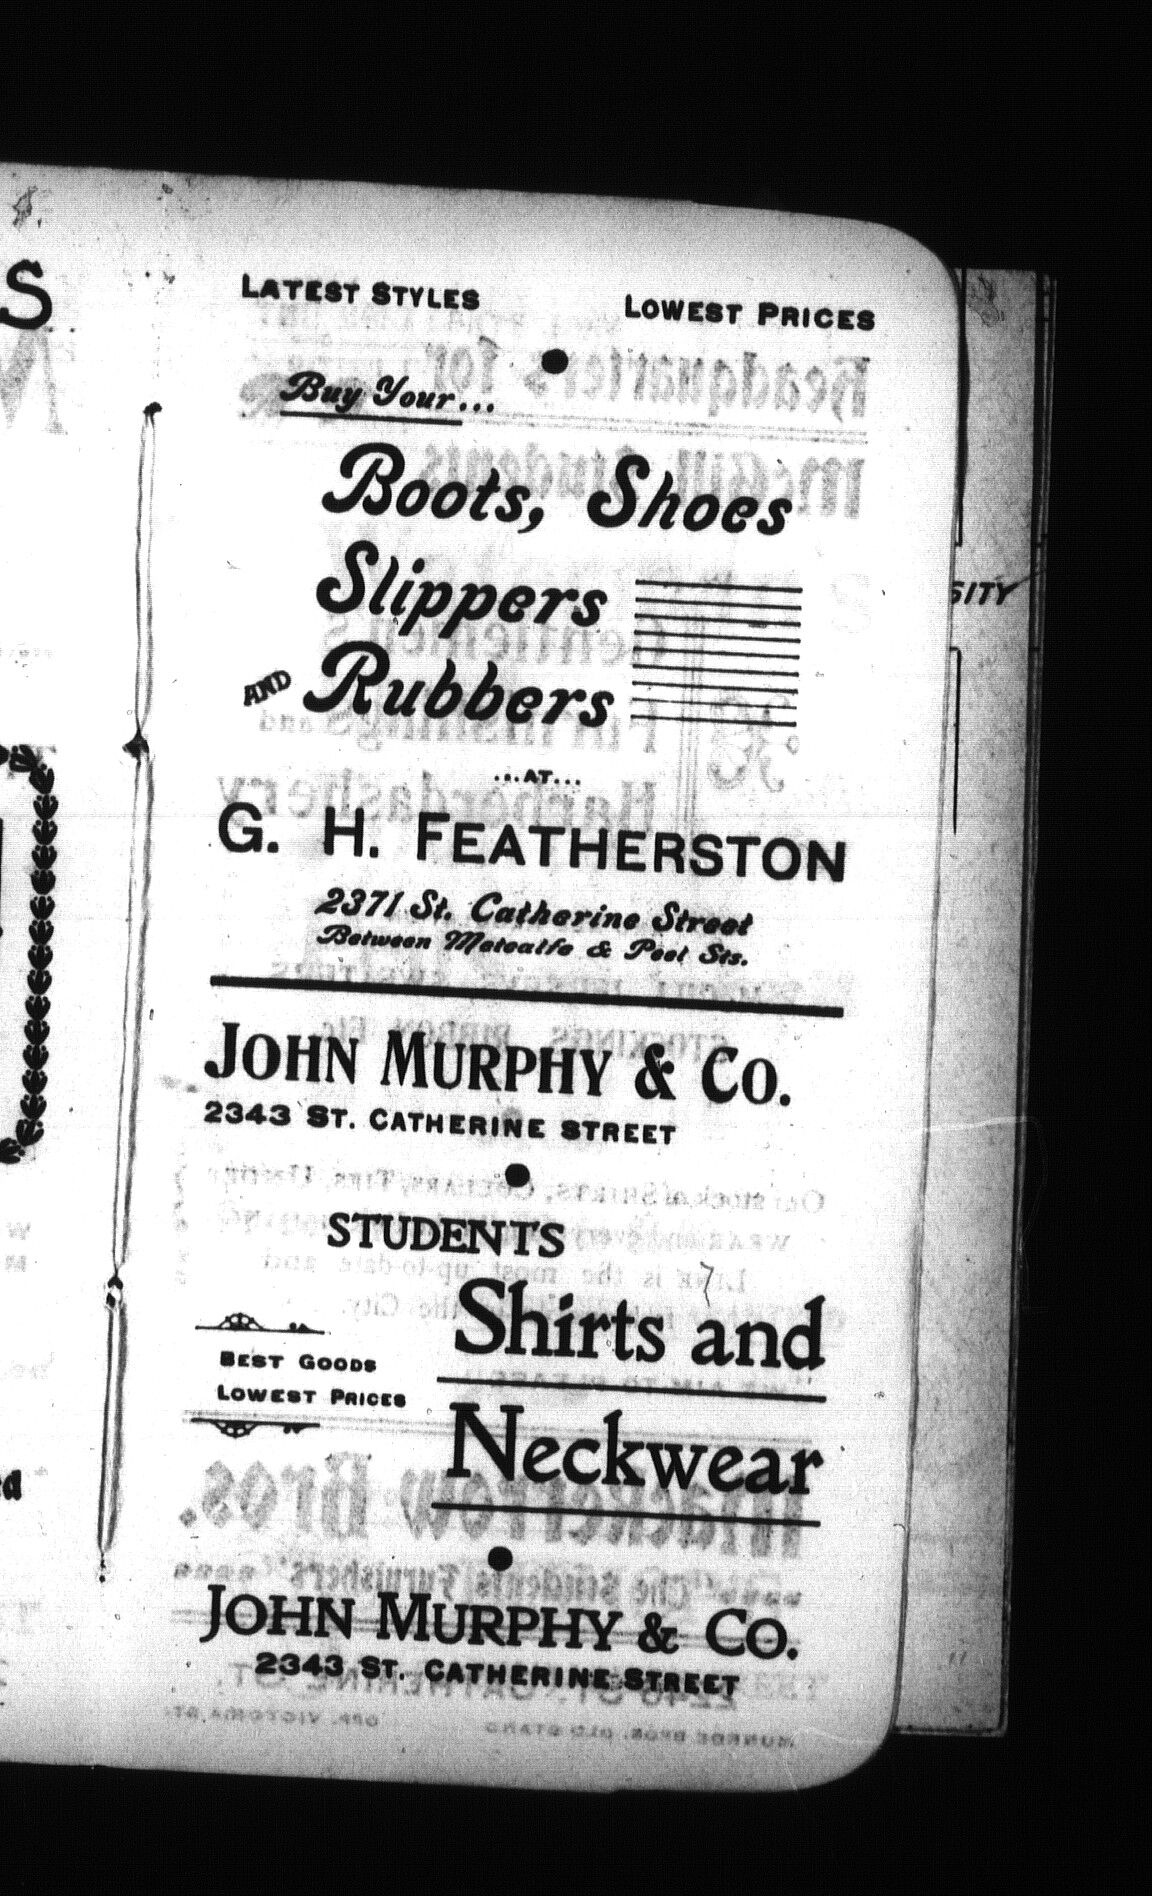 LATEST STYLES LOWEST PRICES
Buy Your...
Boots, Shoes
Slippers
AND Rubbers
...AT...
G. H. FEATHERSTON
2371 St. Catherine Street
Between Metcalfe & Peel Sts.
JOHN MURPHY & CO.
2343 ST. CATHERINE STREET
STUDENTS
Shirts and
BEST GOODS
LOWEST PRICES
Neckwear
JOHN MURPHY & CO.
2343 ST. CATHERINE STREET
SITY